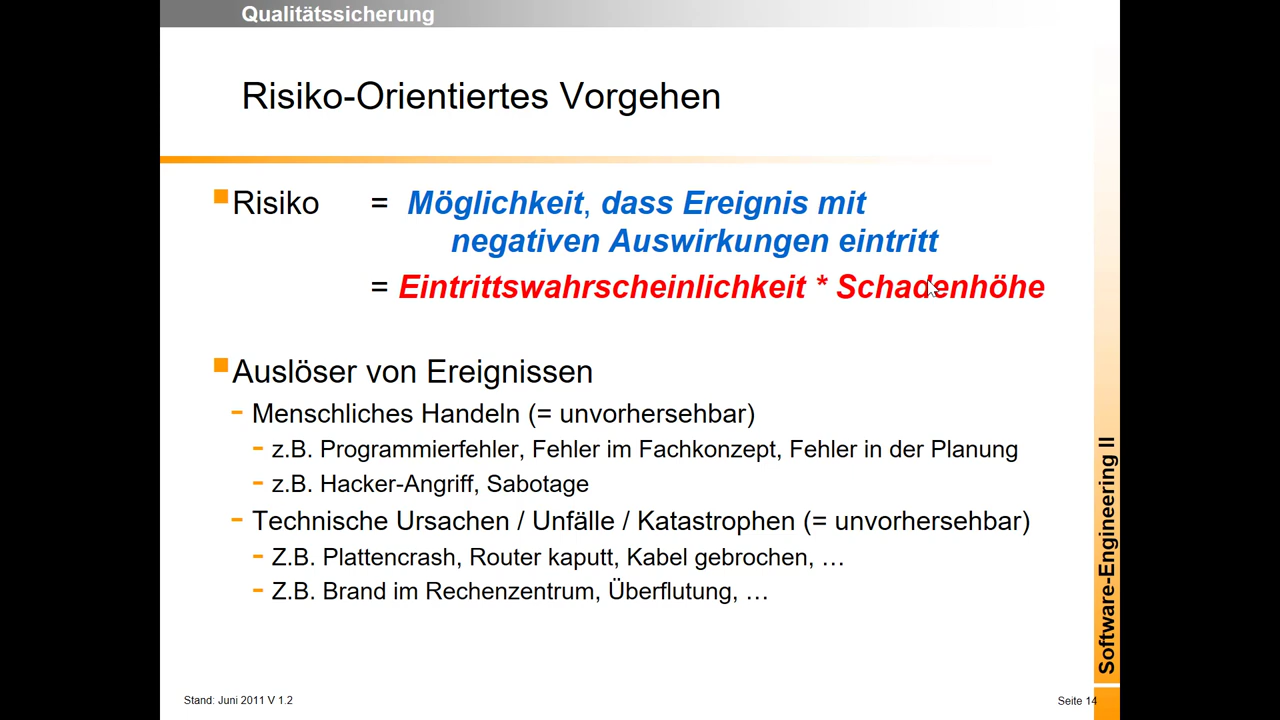 Qualitätssicherung
Risiko-Orientiertes Vorgehen
Risiko = Möglichkeit, dass Ereignis mit
negativen Auswirkungen eintritt
= Eintrittswahrscheinlichkeit * Schadenhöhe
Auslöser von Ereignissen
- Menschliches Handeln (= unvorhersehbar)
- z.B. Programmierfehler, Fehler im Fachkonzept, Fehler in der Planung
- z.B. Hacker-Angriff, Sabotage
- Technische Ursachen / Unfälle / Katastrophen (= unvorhersehbar)
- Z.B. Plattencrash, Router kaputt, Kabel gebrochen, …
- Z.B. Brand im Rechenzentrum, Überflutung, …
Software-Engineering II
Stand: Juni 2011 V 1.2
Seite 14